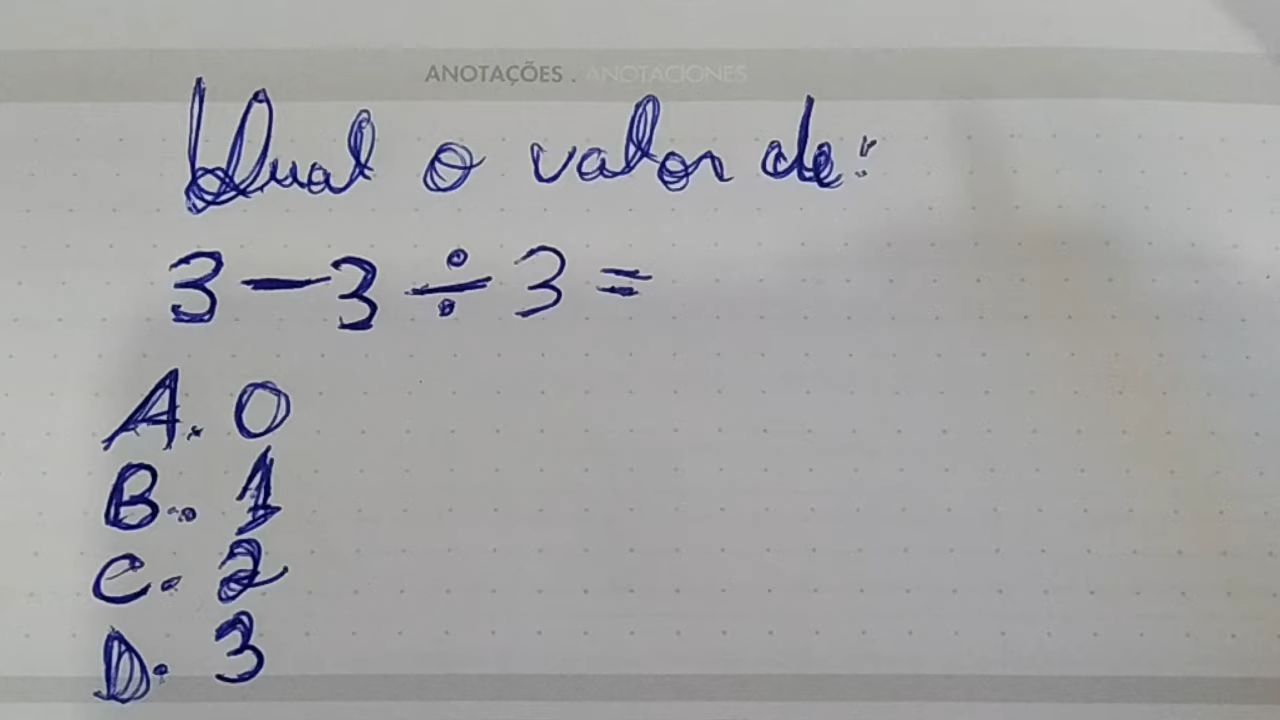 ANOTAÇÕES . ANOTACIONES
Qual o valor de:
3-3÷3=
A. 0
B. 1
C. 2
D. 3